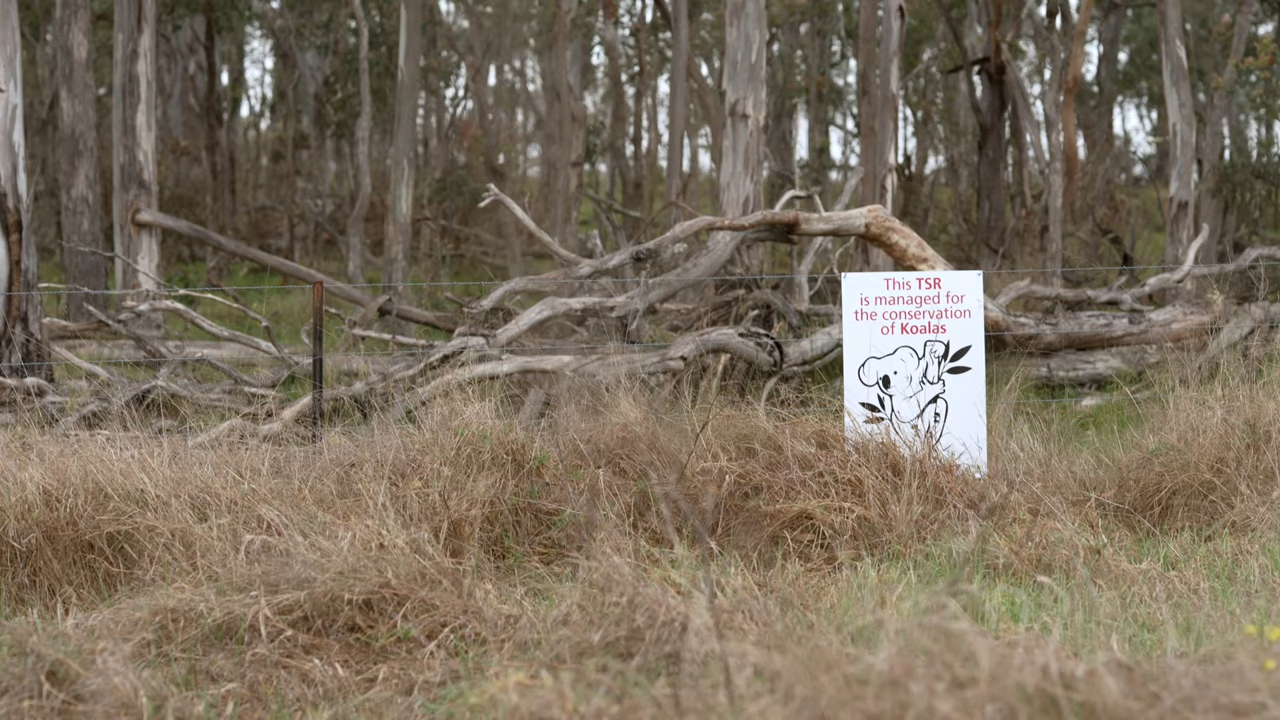 This TSR
is managed for
the conservation
of Koalas